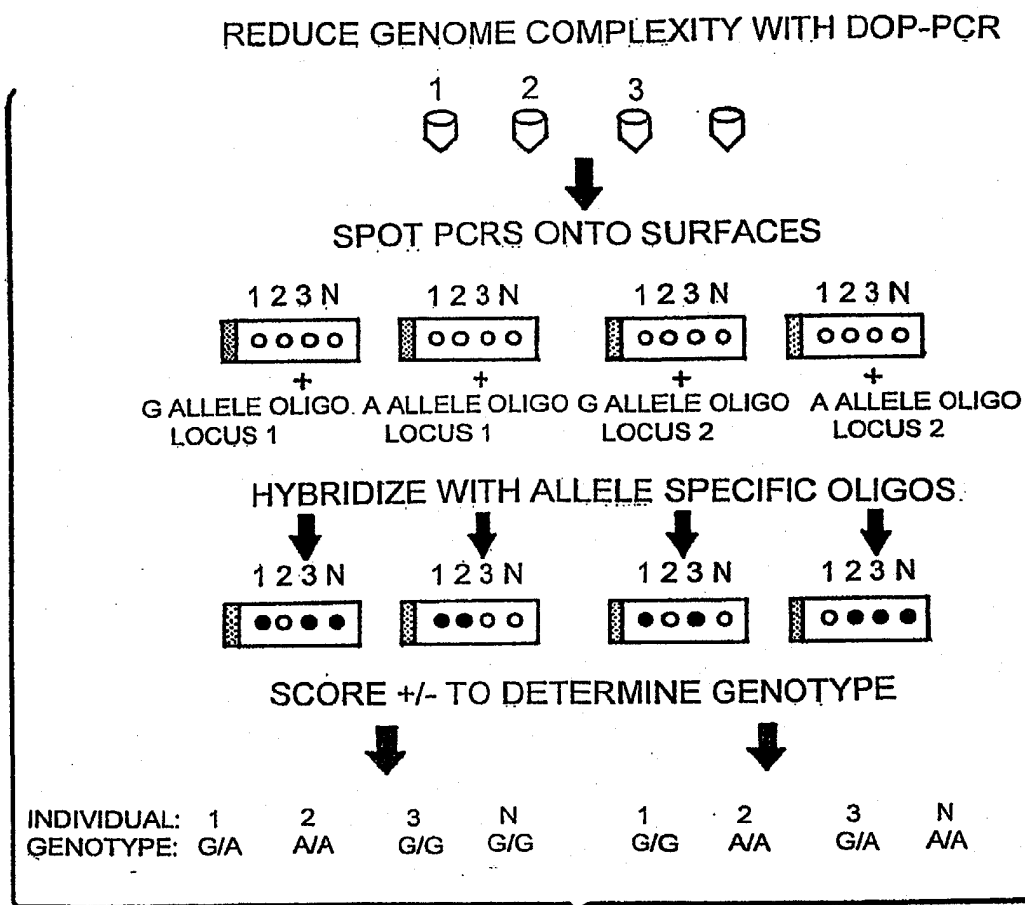 REDUCE GENOME COMPLEXITY WITH DOP-PCR
1 2 3
SPOT PCRS ONTO SURFACES
1 2 3 N 1 2 3 N 1 2 3 N 1 2 3 N
+ + + +
G ALLELE OLIGO. A ALLELE OLIGO G ALLELE OLIGO A ALLELE OLIGO
LOCUS 1 LOCUS 1 LOCUS 2 LOCUS 2
HYBRIDIZE WITH ALLELE SPECIFIC OLIGOS.
1 2 3 N 1 2 3 N 1 2 3 N 1 2 3 N
SCORE +/- TO DETERMINE GENOTYPE
INDIVIDUAL: 1 2 3 N 1 2 3 N
GENOTYPE: G/A A/A G/G G/G G/G A/A G/A A/A